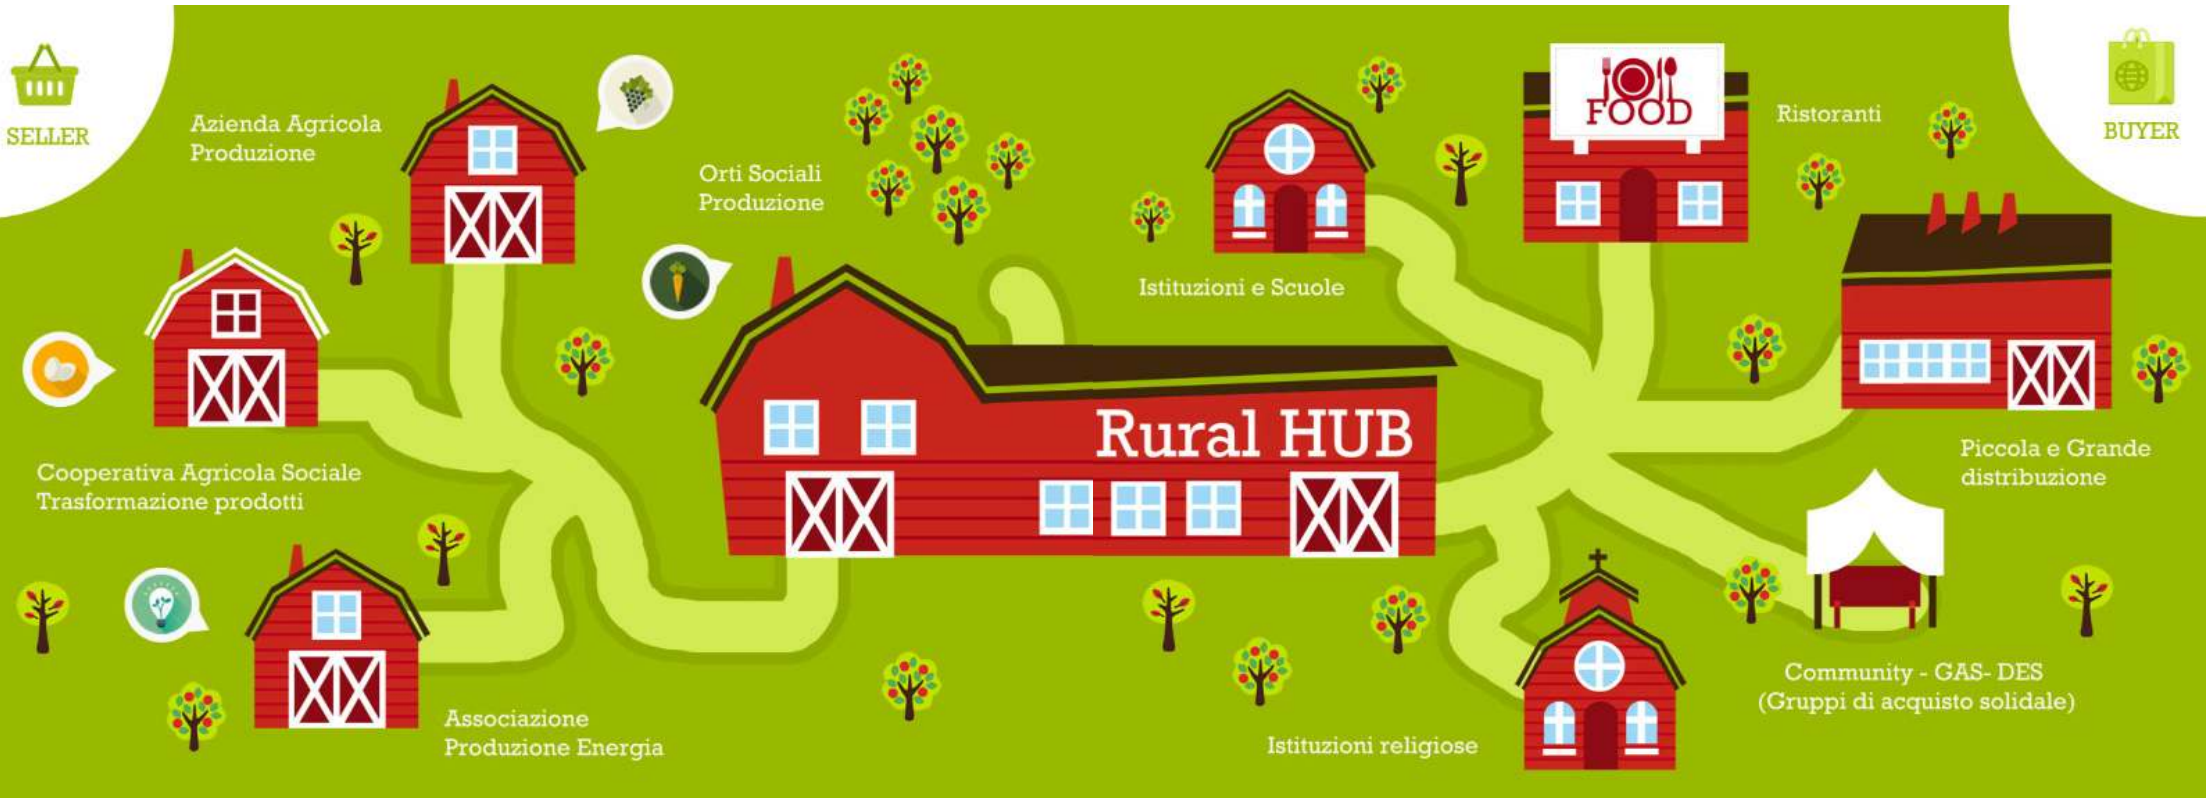 SELLER
Azienda Agricola
Produzione
Orti Sociali
Produzione
Cooperativa Agricola Sociale
Trasformazione prodotti
Associazione
Produzione Energia
Rural HUB
Istituzioni e Scuole
FOOD
Ristoranti
BUYER
Piccola e Grande
distribuzione
Community - GAS- DES
(Gruppi di acquisto solidale)
Istituzioni religiose